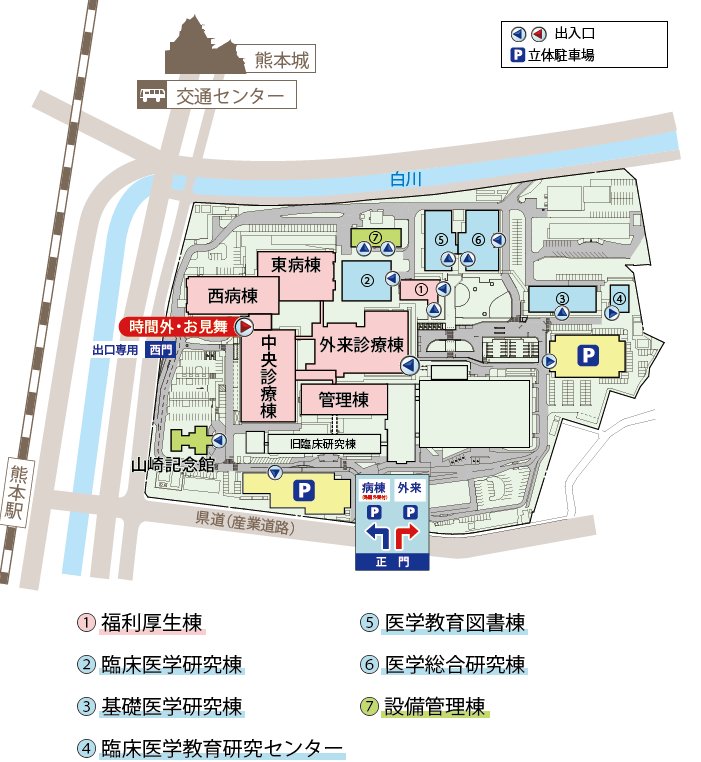 熊本城
交通センター
出入口
P 立体駐車場
白川
⑦
⑤
⑥
東病棟
②
①
西病棟
③
④
時間外・お見舞
出口専用 西門
中央診療棟
外来診療棟
P
管理棟
旧臨床研究棟
山崎記念館
熊本駅
P
病棟 外来
P P
正門
県道(産業道路)
① 福利厚生棟
② 臨床医学研究棟
③ 基礎医学研究棟
④ 臨床医学教育研究センター
⑤ 医学教育図書棟
⑥ 医学総合研究棟
⑦ 設備管理棟